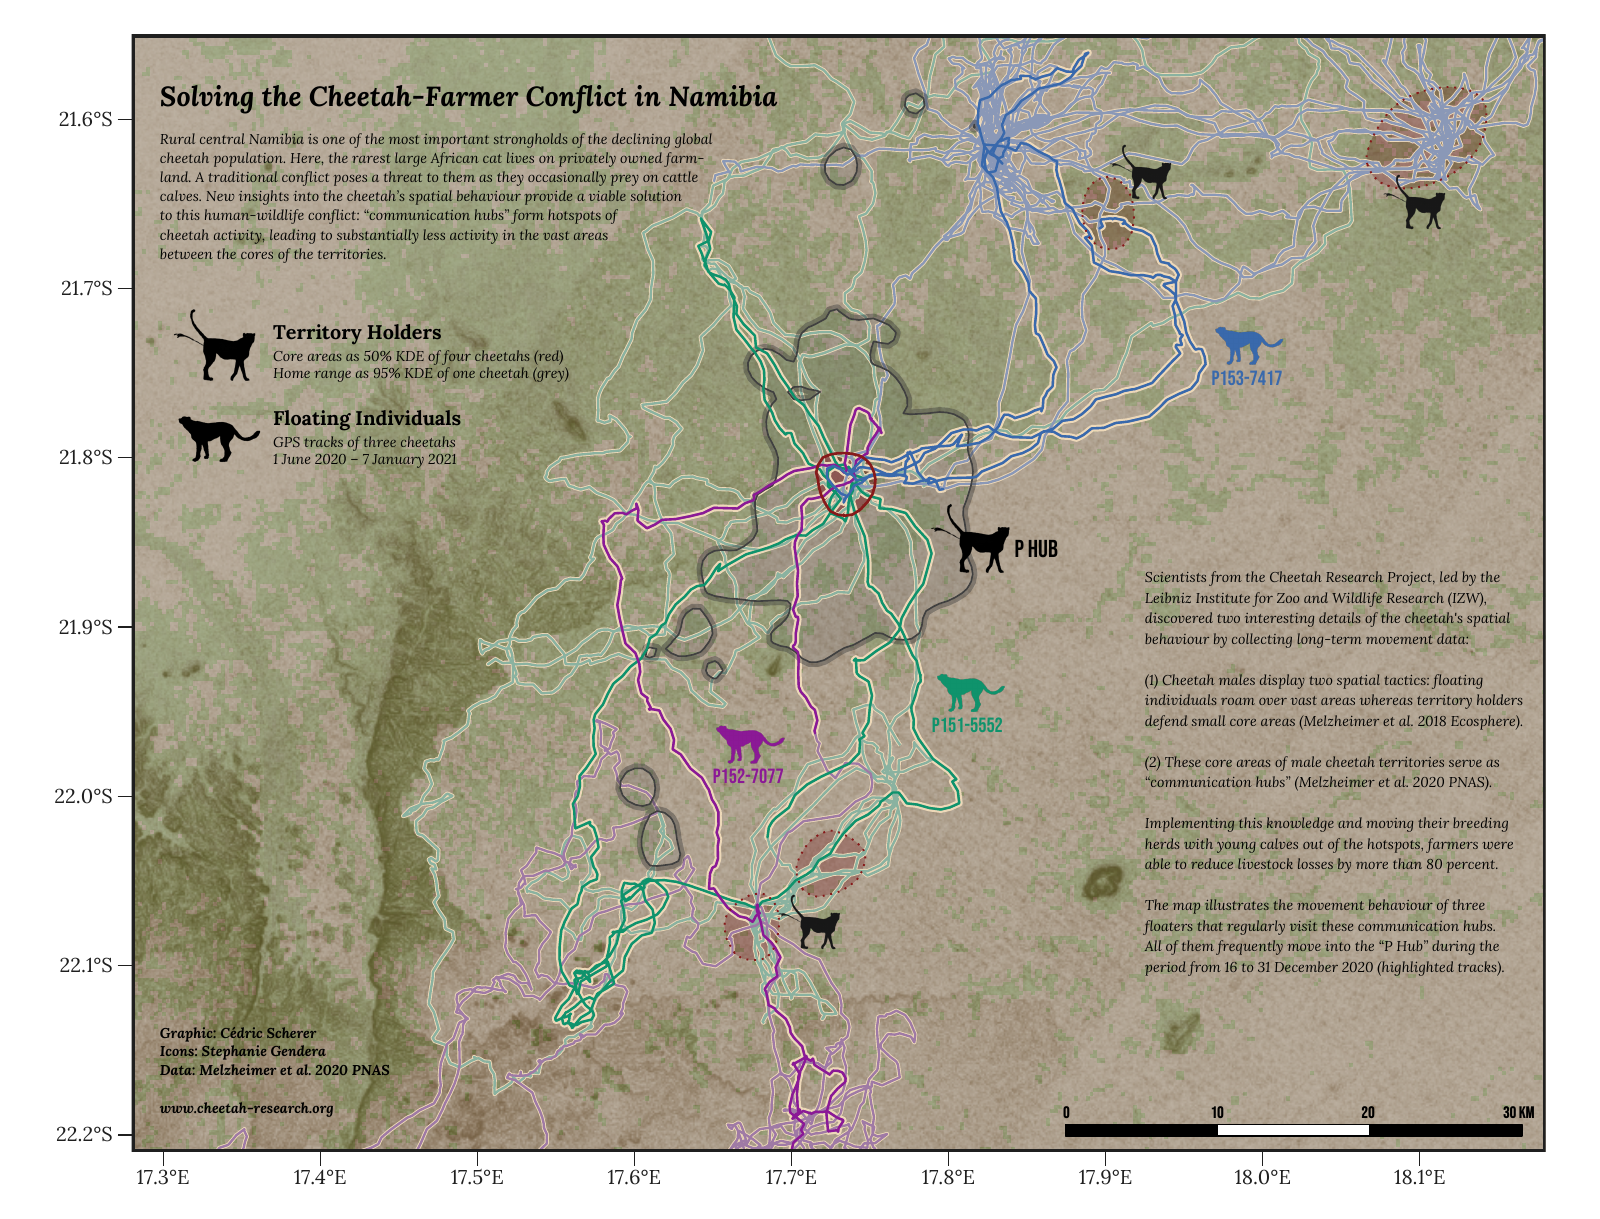 Solving the Cheetah-Farmer Conflict in Namibia
Rural central Namibia is one of the most important strongholds of the declining global
cheetah population. Here, the rarest large African cat lives on privately owned farm-
land. A traditional conflict poses a threat to them as they occasionally prey on cattle
calves. New insights into the cheetah's spatial behaviour provide a viable solution
to this human-wildlife conflict: “communication hubs” form hotspots of
cheetah activity, leading to substantially less activity in the vast areas
between the cores of the territories.
Territory Holders
Core areas as 50% KDE of four cheetahs (red)
Home range as 95% KDE of one cheetah (grey)
Floating Individuals
GPS tracks of three cheetahs
1 June 2020 – 7 January 2021
P153-7417
P HUB
P151-5552
P152-7077
Scientists from the Cheetah Research Project, led by the
Leibniz Institute for Zoo and Wildlife Research (IZW),
discovered two interesting details of the cheetah's spatial
behaviour by collecting long-term movement data:
(1) Cheetah males display two spatial tactics: floating
individuals roam over vast areas whereas territory holders
defend small core areas (Melzheimer et al. 2018 Ecosphere).
(2) These core areas of male cheetah territories serve as
“communication hubs” (Melzheimer et al. 2020 PNAS).
Implementing this knowledge and moving their breeding
herds with young calves out of the hotspots, farmers were
able to reduce livestock losses by more than 80 percent.
The map illustrates the movement behaviour of three
floaters that regularly visit these communication hubs.
All of them frequently move into the “P Hub” during the
period from 16 to 31 December 2020 (highlighted tracks).
Graphic: Cédric Scherer
Icons: Stephanie Gendera
Data: Melzheimer et al. 2020 PNAS
www.cheetah-research.org
0 10 20 30 KM
21.6°S
21.7°S
21.8°S
21.9°S
22.0°S
22.1°S
22.2°S
17.3°E 17.4°E 17.5°E 17.6°E 17.7°E 17.8°E 17.9°E 18.0°E 18.1°E